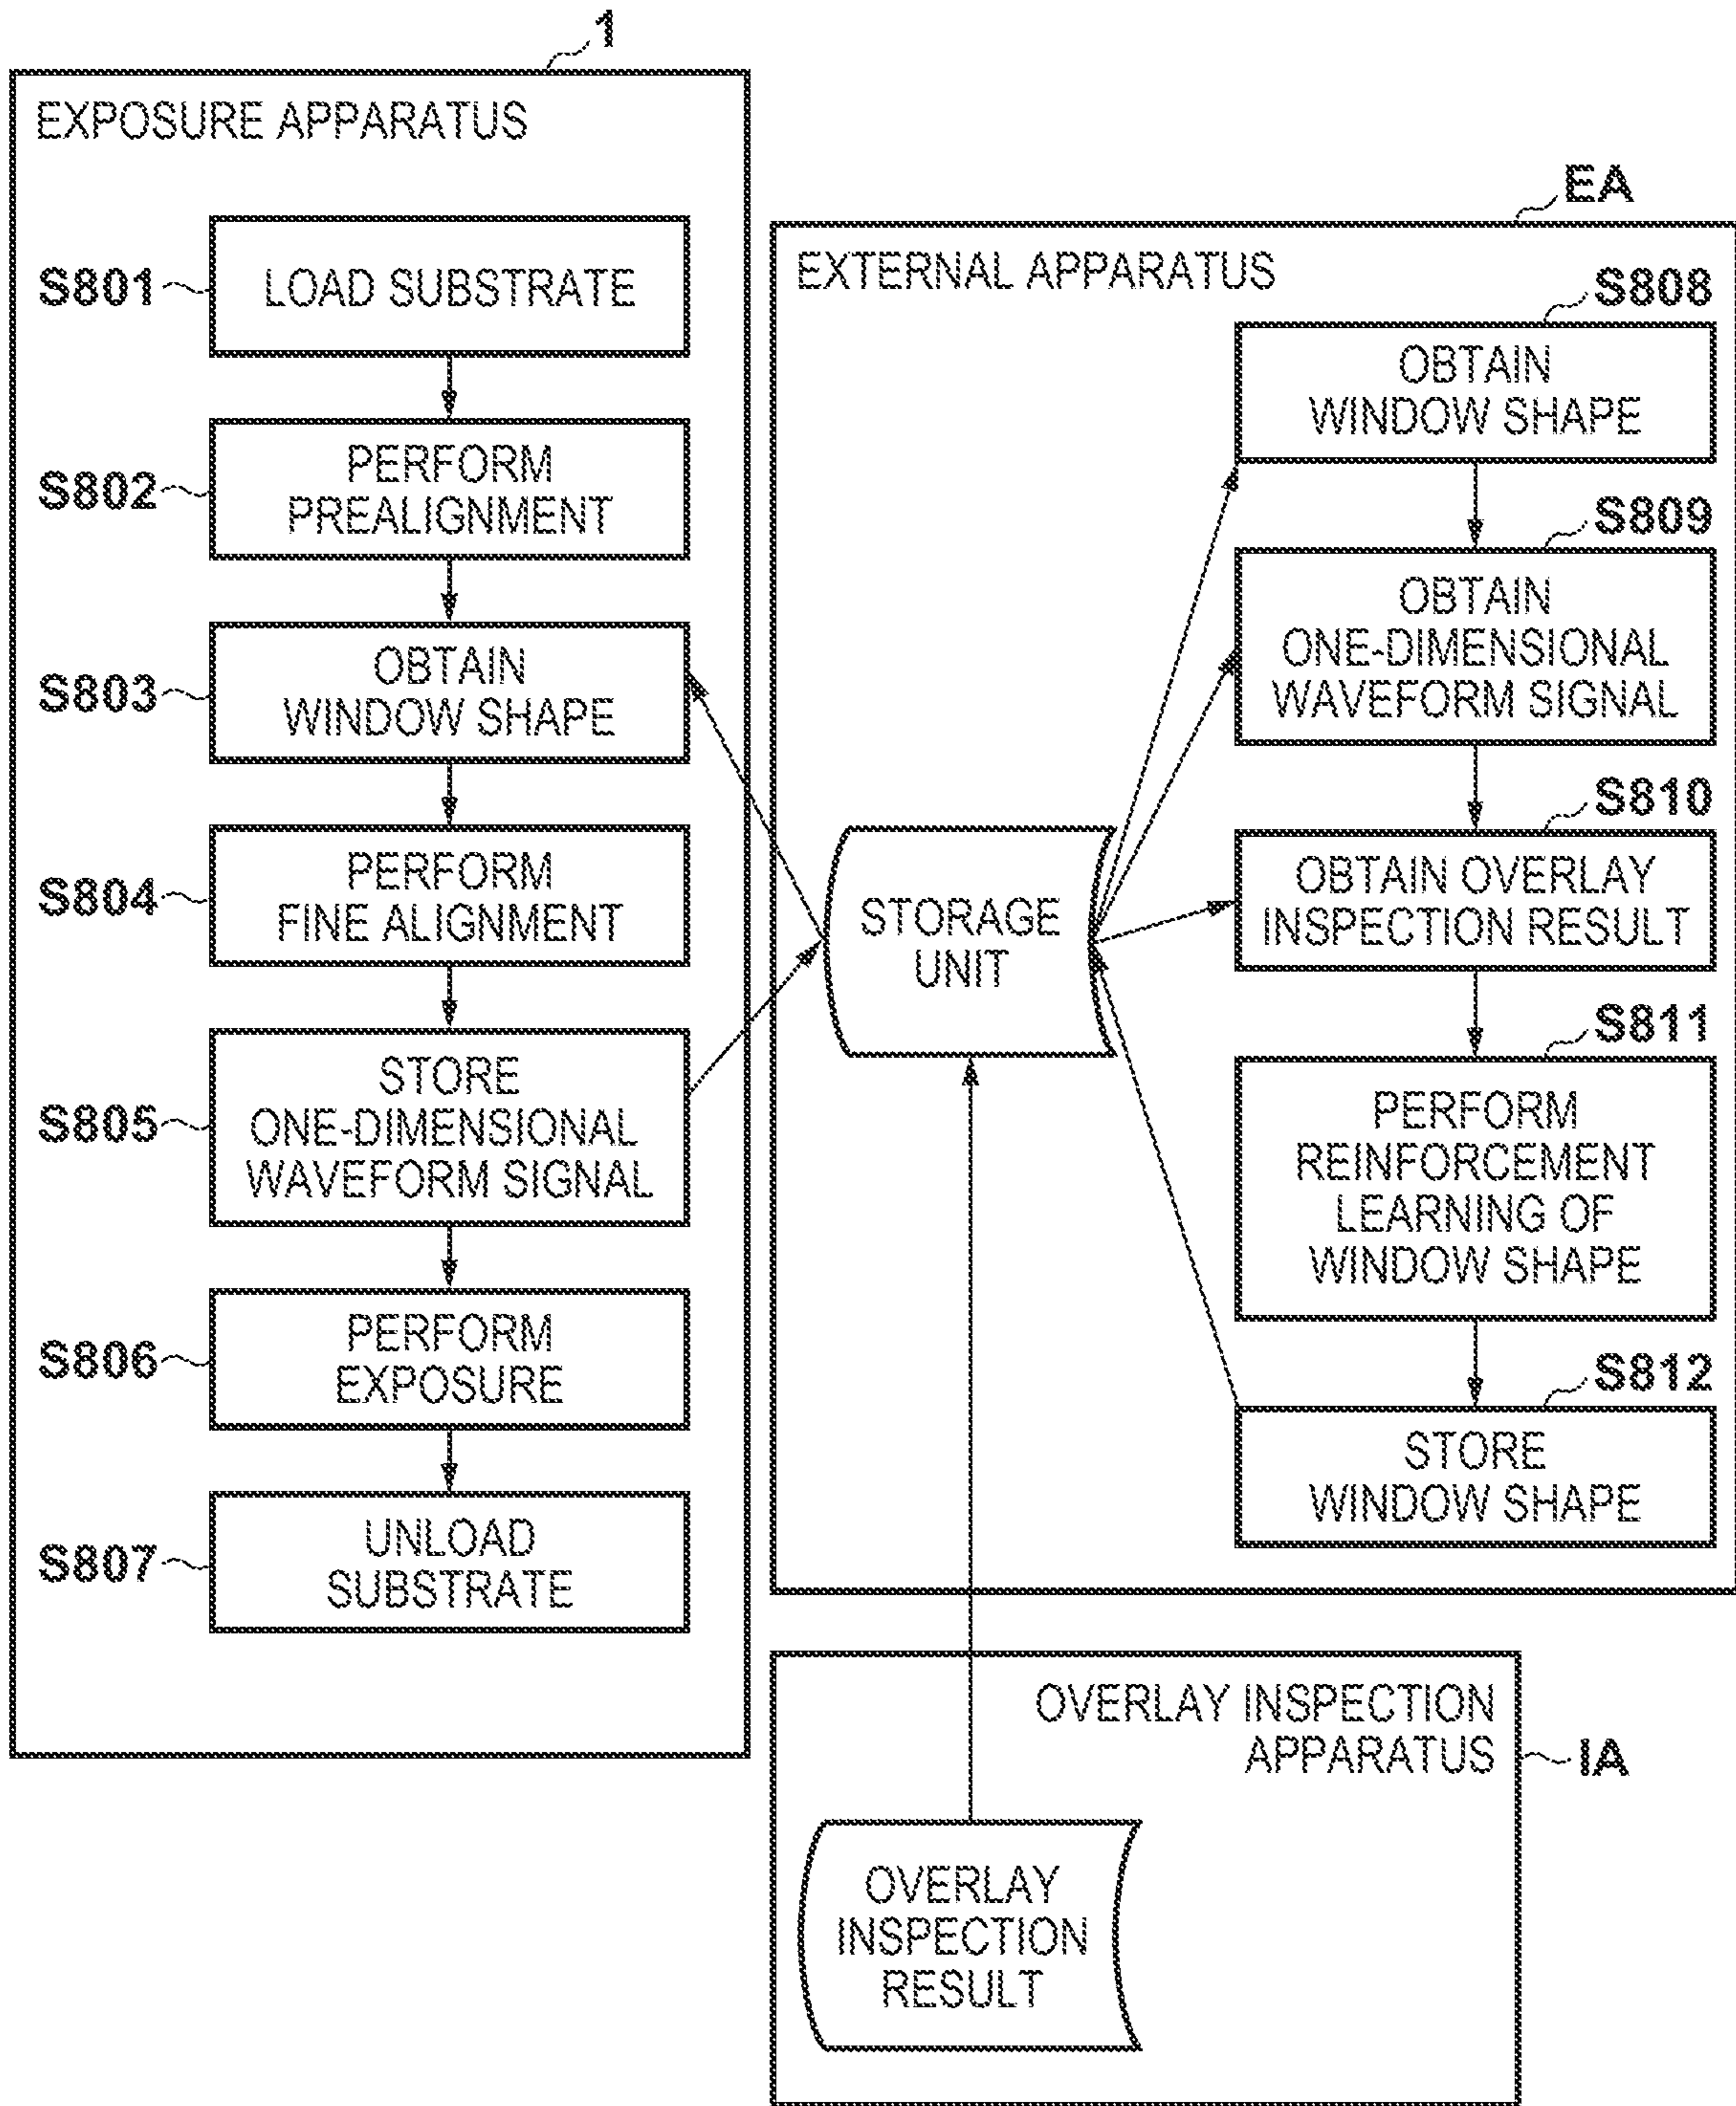 1
EXPOSURE APPARATUS
S801
LOAD SUBSTRATE
S802
PERFORM
PREALIGNMENT
S803
OBTAIN
WINDOW SHAPE
S804
PERFORM
FINE ALIGNMENT
S805
STORE
ONE-DIMENSIONAL
WAVEFORM SIGNAL
S806
PERFORM
EXPOSURE
S807
UNLOAD
SUBSTRATE
EA
EXTERNAL APPARATUS
STORAGE
UNIT
S808
OBTAIN
WINDOW SHAPE
S809
OBTAIN
ONE-DIMENSIONAL
WAVEFORM SIGNAL
S810
OBTAIN OVERLAY
INSPECTION RESULT
S811
PERFORM
REINFORCEMENT
LEARNING OF
WINDOW SHAPE
S812
STORE
WINDOW SHAPE
OVERLAY INSPECTION
APPARATUS
IA
OVERLAY
INSPECTION
RESULT